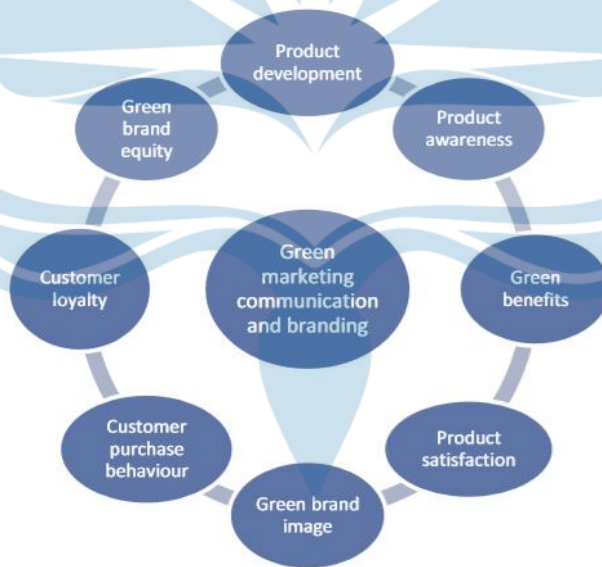 Product
development
Product
awareness
Green
benefits
Product
satisfaction
Green brand
image
Customer
purchase
behaviour
Customer
loyalty
Green
brand
equity
Green
marketing
communication
and branding